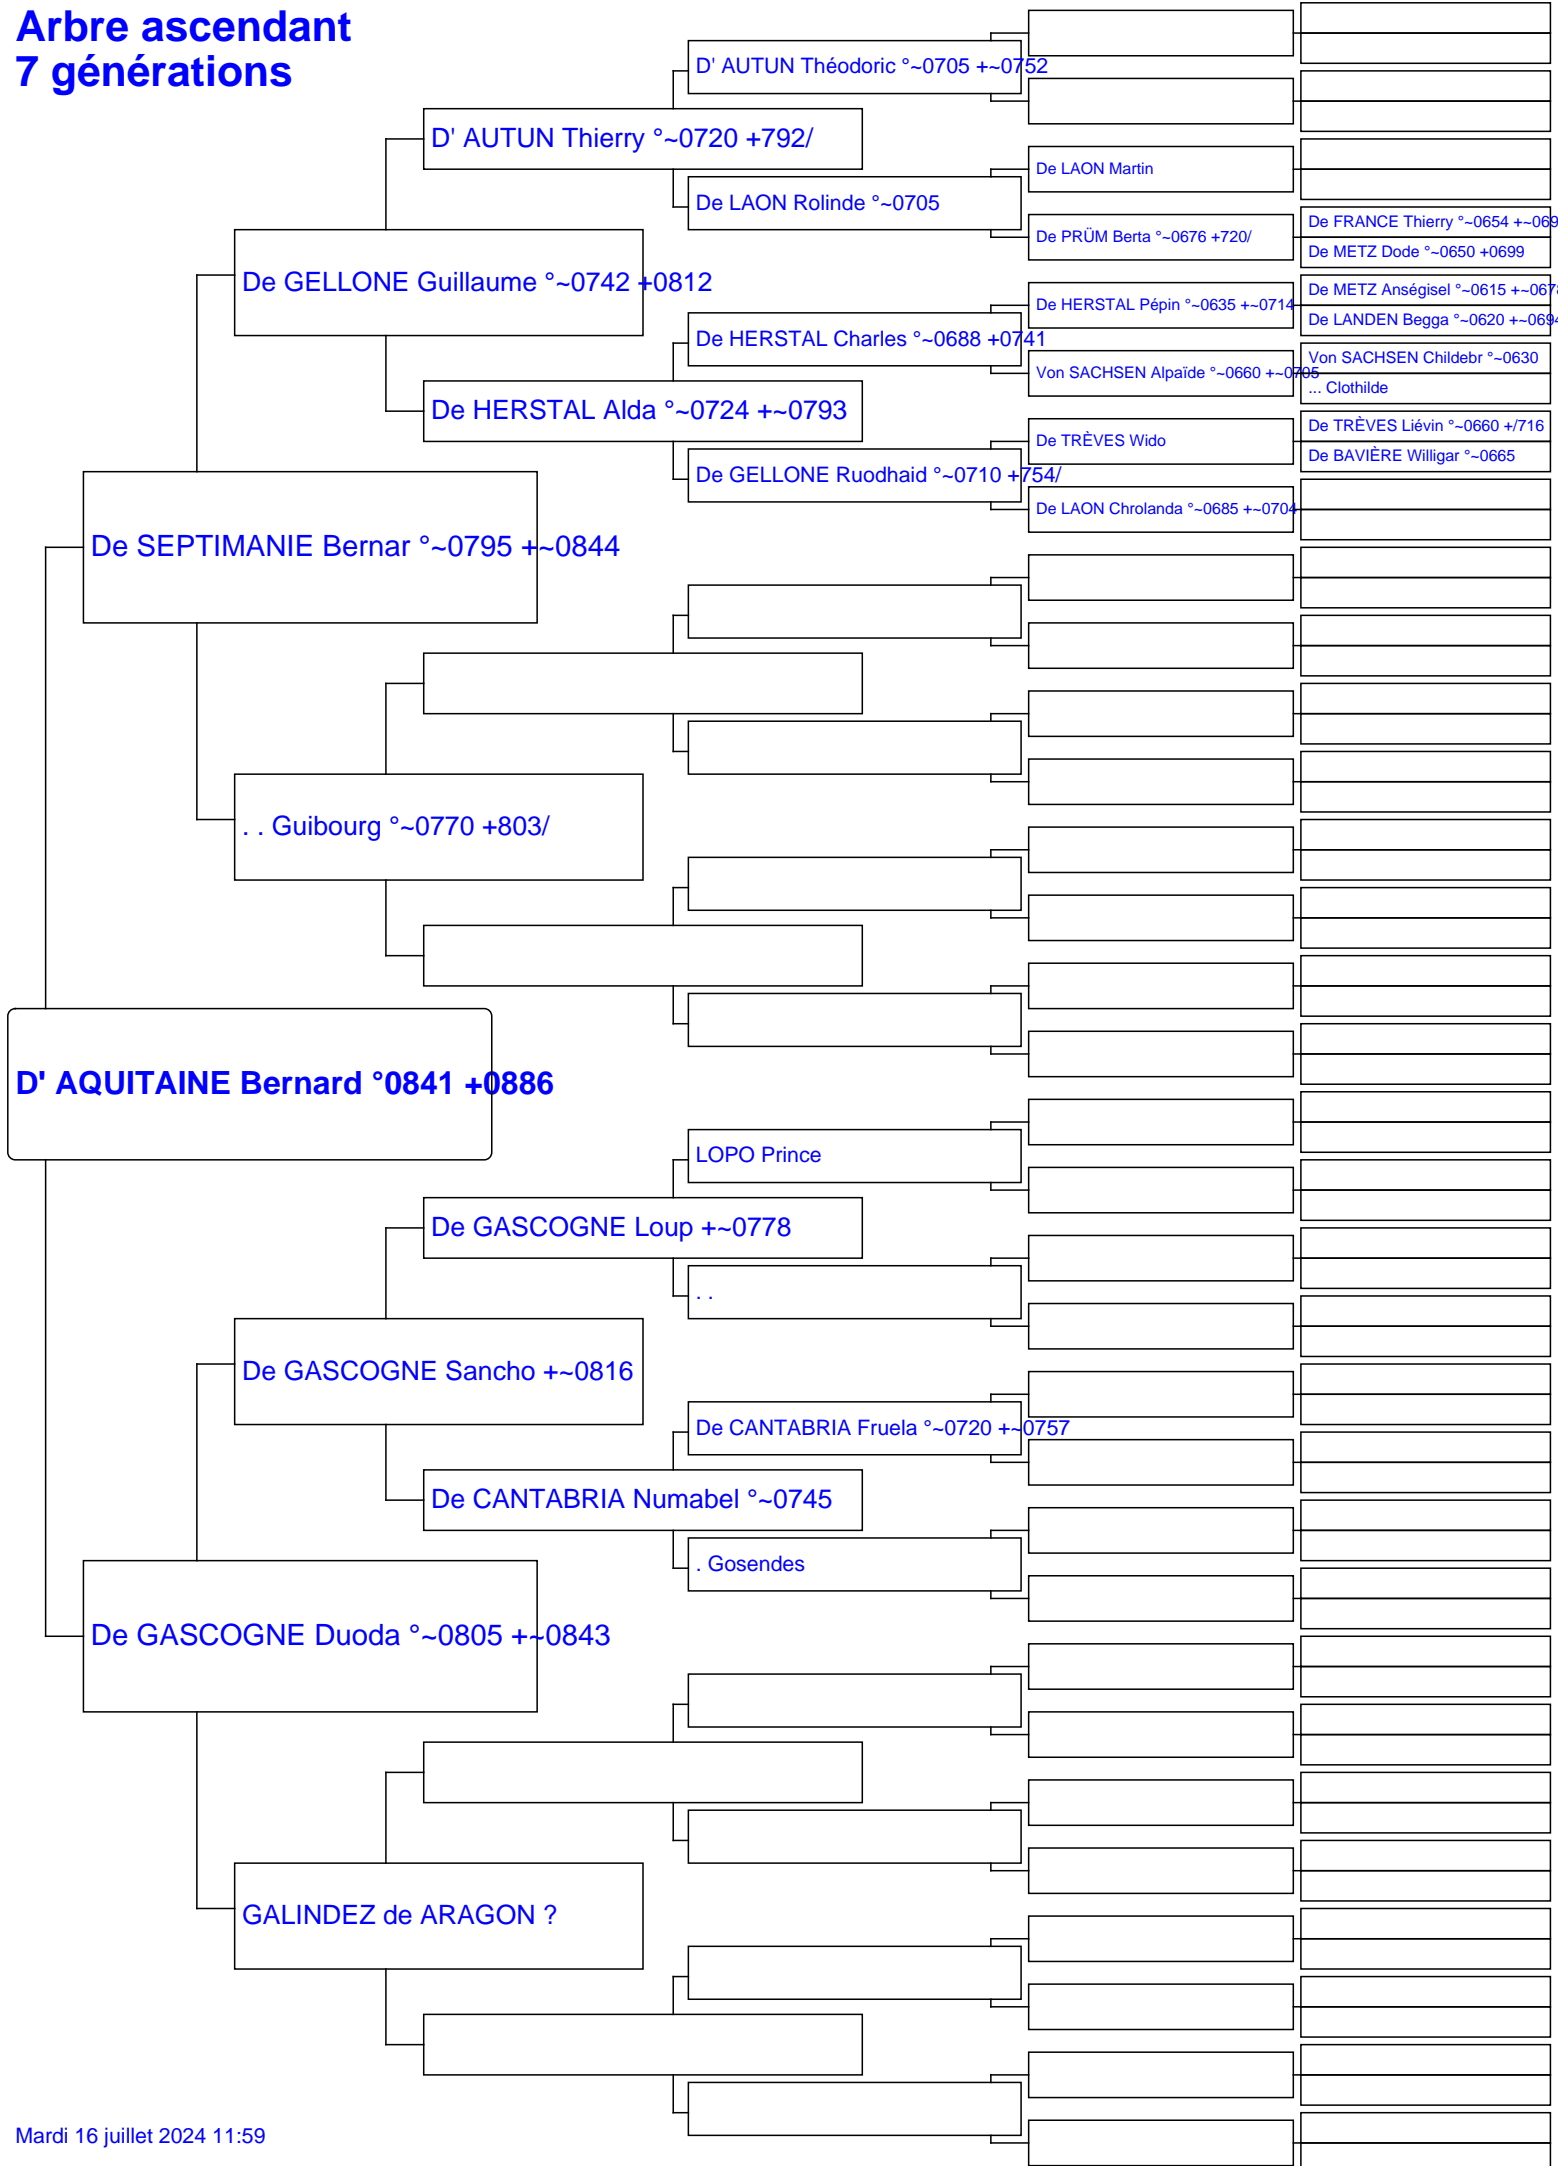 Arbre ascendant
7 générations
D' AUTUN Théodoric °~0705 +~0752
D' AUTUN Thierry °~0720 +792/
De LAON Martin
De LAON Rolinde °~0705
De FRANCE Thierry °~0654 +~069
De PRÜM Berta °~0676 +720/
De METZ Dode °~0650 +0699
De GELLONE Guillaume °~0742 +0812
De METZ Anségisel °~0615 +~0678
De HERSTAL Pépin °~0635 +~0714
De LANDEN Begga °~0620 +~0694
De HERSTAL Charles °~0688 +0741
Von SACHSEN Childebr °~0630
Von SACHSEN Alpaïde °~0660 +~0705
... Clothilde
De HERSTAL Alda °~0724 +~0793
De TRÈVES Liévin °~0660 +/716
De TRÈVES Wido
De BAVIÈRE Willigar °~0665
De GELLONE Ruodhaid °~0710 +754/
De LAON Chrolanda °~0685 +~0704
De SEPTIMANIE Bernar °~0795 +~0844
. . Guibourg °~0770 +803/
D' AQUITAINE Bernard °0841 +0886
LOPO Prince
De GASCOGNE Loup +~0778
. .
De GASCOGNE Sancho +~0816
De CANTABRIA Fruela °~0720 +~0757
De CANTABRIA Numabel °~0745
. Gosendes
De GASCOGNE Duoda °~0805 +~0843
GALINDEZ de ARAGON ?
Mardi 16 juillet 2024 11:59